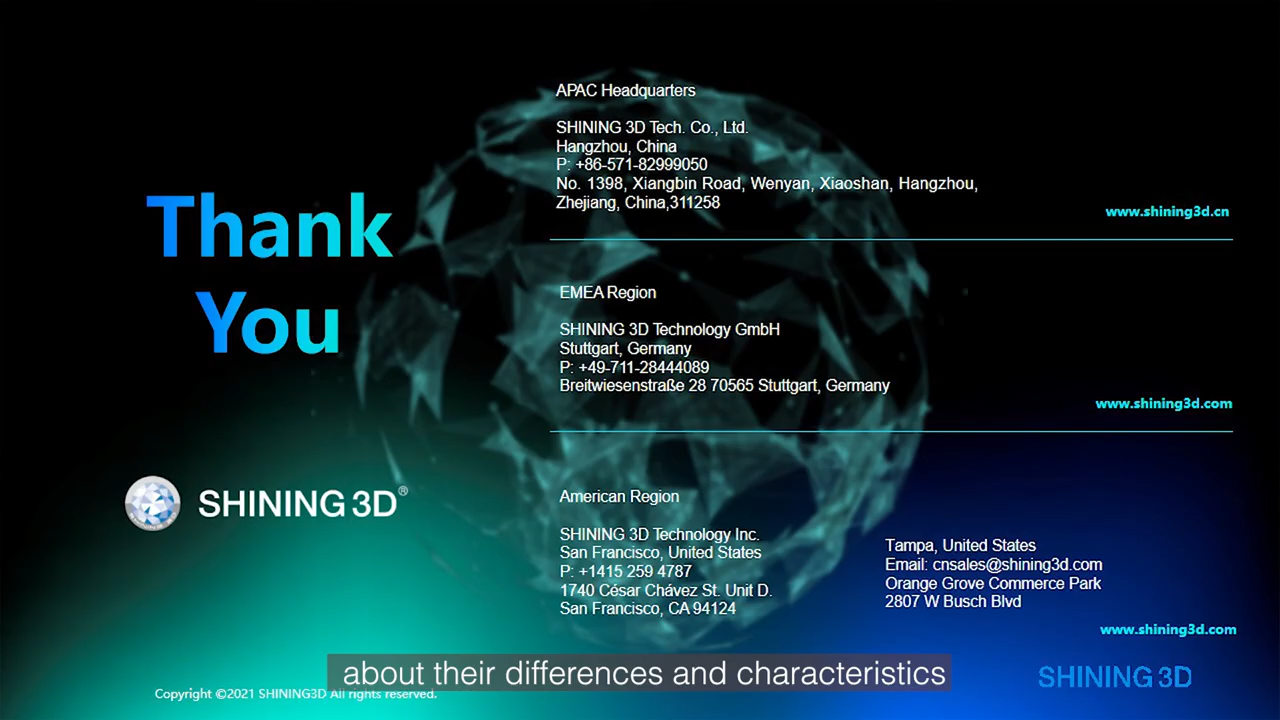 Thank
You
SHINING 3D®
APAC Headquarters
SHINING 3D Tech. Co., Ltd.
Hangzhou, China
P: +86-571-82999050
No. 1398, Xiangbin Road, Wenyan, Xiaoshan, Hangzhou,
Zhejiang, China,311258
www.shining3d.cn
EMEA Region
SHINING 3D Technology GmbH
Stuttgart, Germany
P: +49-711-28444089
Breitwiesenstraße 28 70565 Stuttgart, Germany
www.shining3d.com
American Region
SHINING 3D Technology Inc.
San Francisco, United States
P: +1415 259 4787
1740 César Chávez St. Unit D.
San Francisco, CA 94124
Tampa, United States
Email: cnsales@shining3d.com
Orange Grove Commerce Park
2807 W Busch Blvd
www.shining3d.com
about their differences and characteristics
SHINING 3D
Copyright ©2021 SHINING3D All rights reserved.